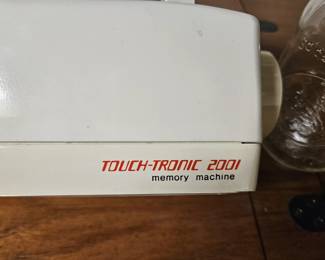 TOUCH-TRONIC 2001
memory machine